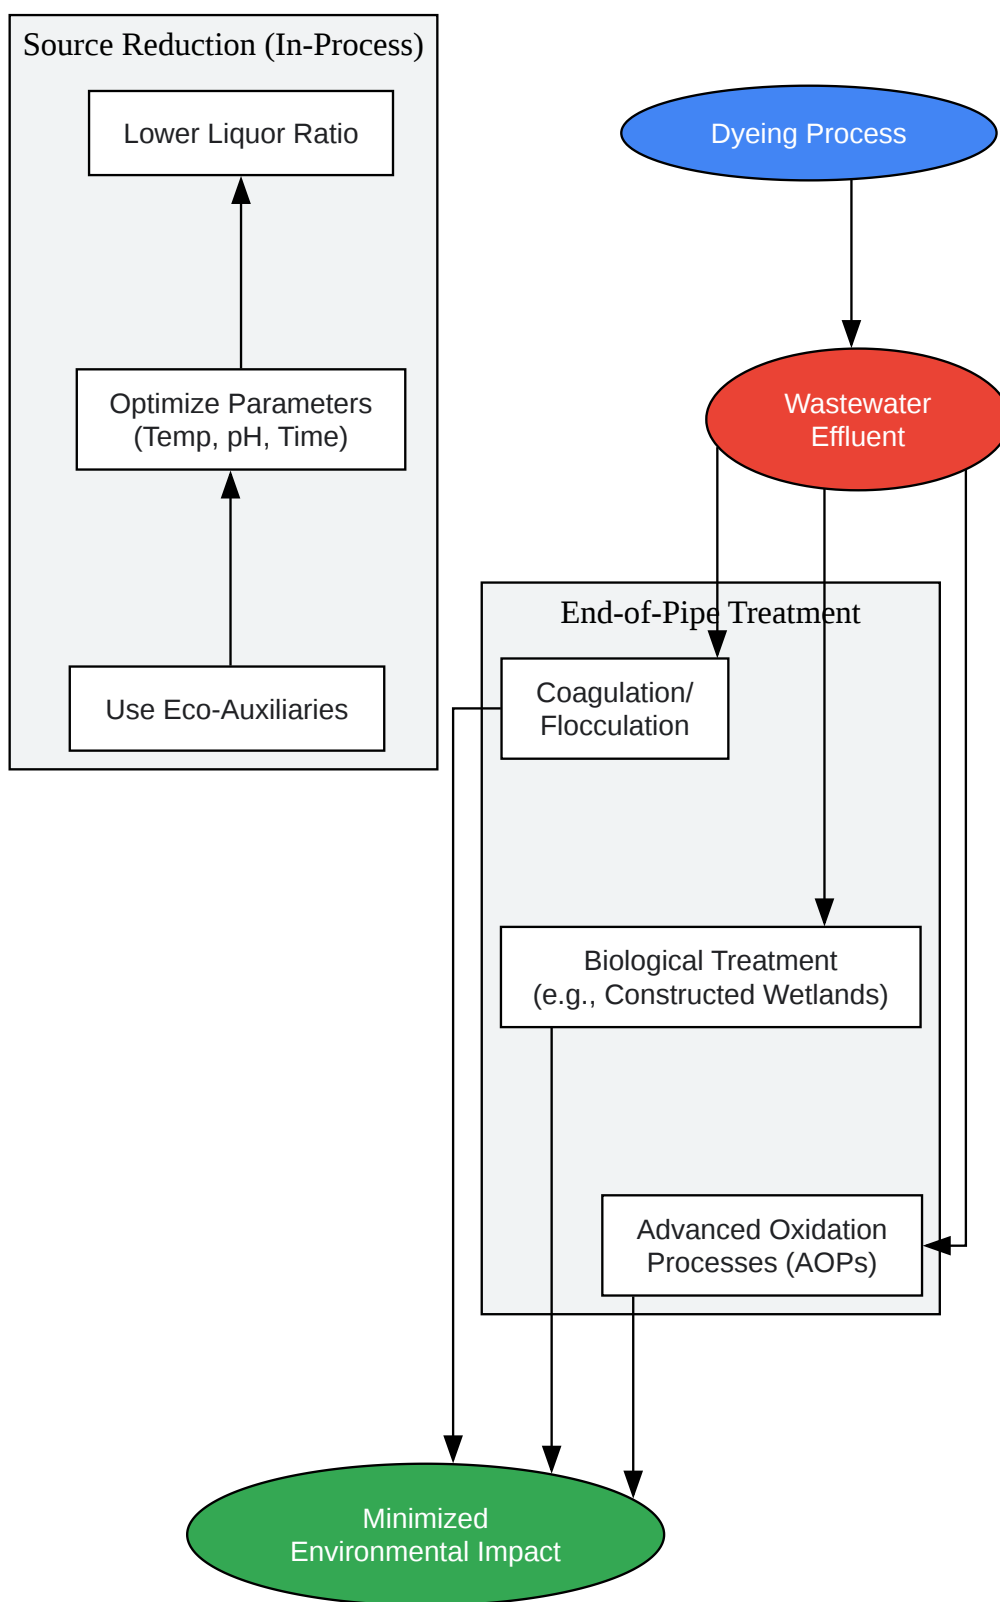 Source Reduction (In-Process)
Lower Liquor Ratio
Optimize Parameters
(Temp, pH, Time)
Use Eco-Auxiliaries
Dyeing Process
Wastewater
Effluent
End-of-Pipe Treatment
Coagulation/
Flocculation
Biological Treatment
(e.g., Constructed Wetlands)
Advanced Oxidation
Processes (AOPs)
Minimized
Environmental Impact